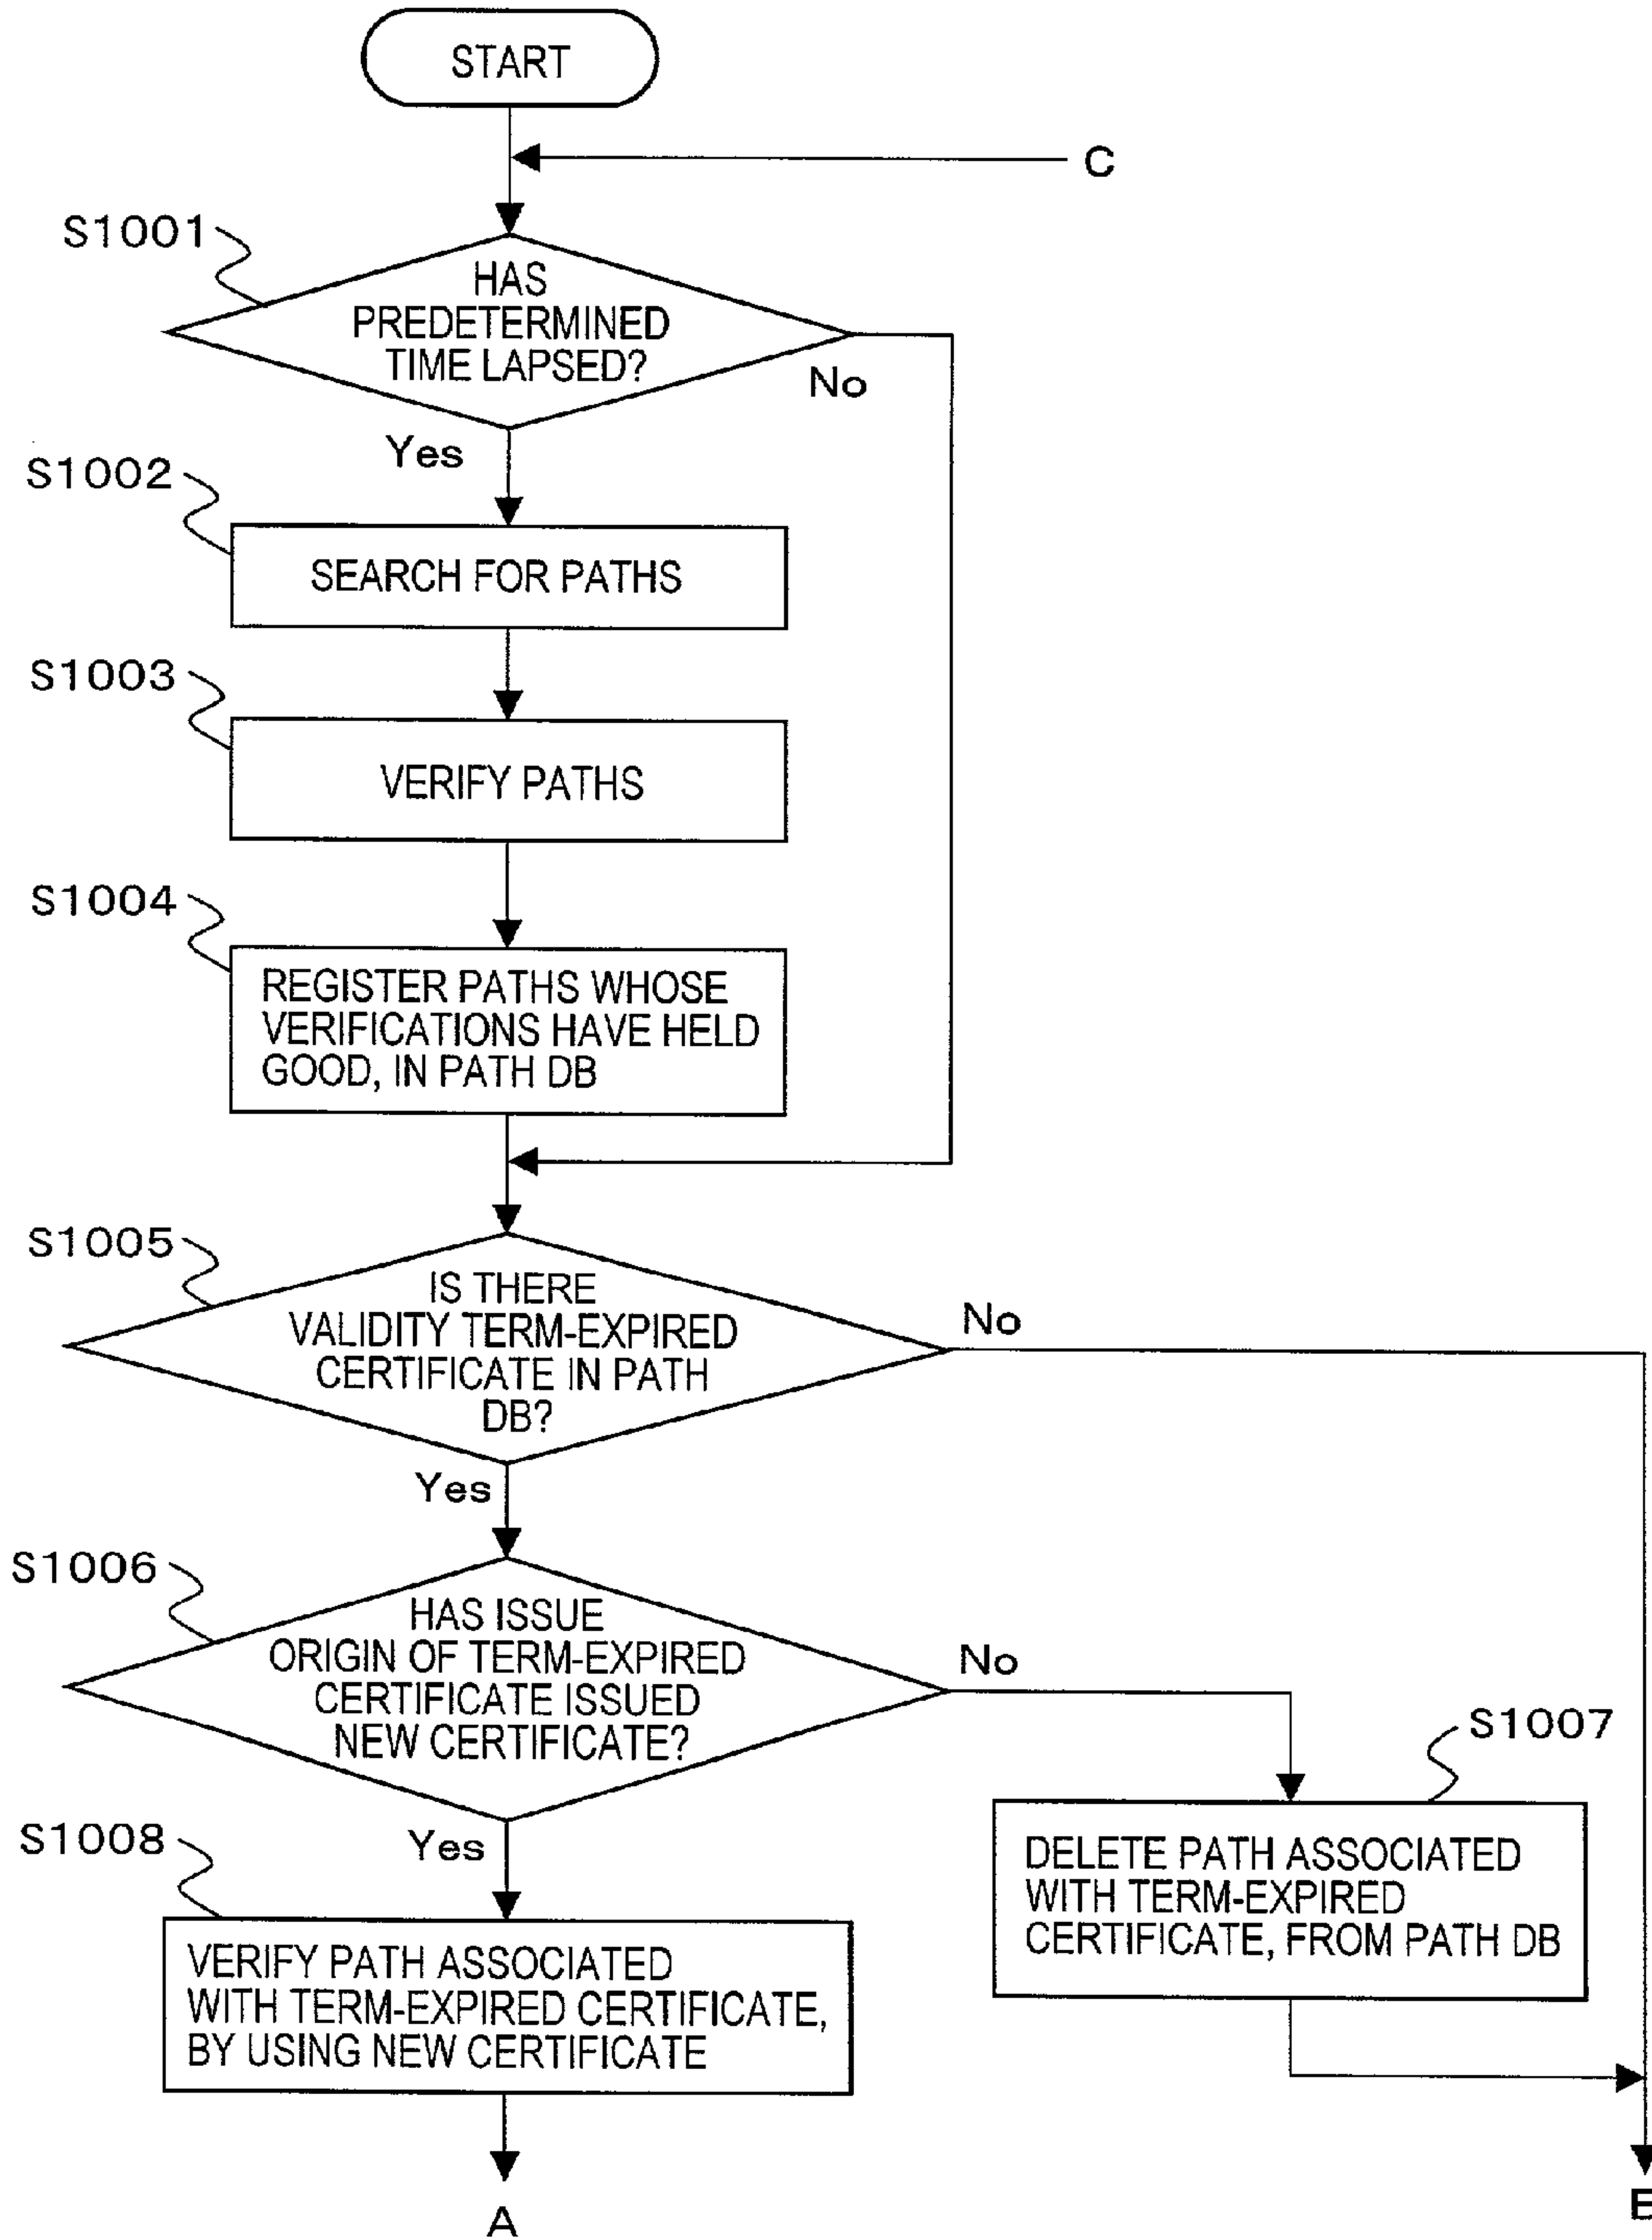 START
C
S1001
HAS
PREDETERMINED
TIME LAPSED?
No
Yes
S1002
SEARCH FOR PATHS
S1003
VERIFY PATHS
S1004
REGISTER PATHS WHOSE
VERIFICATIONS HAVE HELD
GOOD, IN PATH DB
S1005
IS THERE
VALIDITY TERM-EXPIRED
CERTIFICATE IN PATH
DB?
No
Yes
S1006
HAS ISSUE
ORIGIN OF TERM-EXPIRED
CERTIFICATE ISSUED
NEW CERTIFICATE?
No
Yes
S1007
DELETE PATH ASSOCIATED
WITH TERM-EXPIRED
CERTIFICATE, FROM PATH DB
S1008
VERIFY PATH ASSOCIATED
WITH TERM-EXPIRED CERTIFICATE,
BY USING NEW CERTIFICATE
A